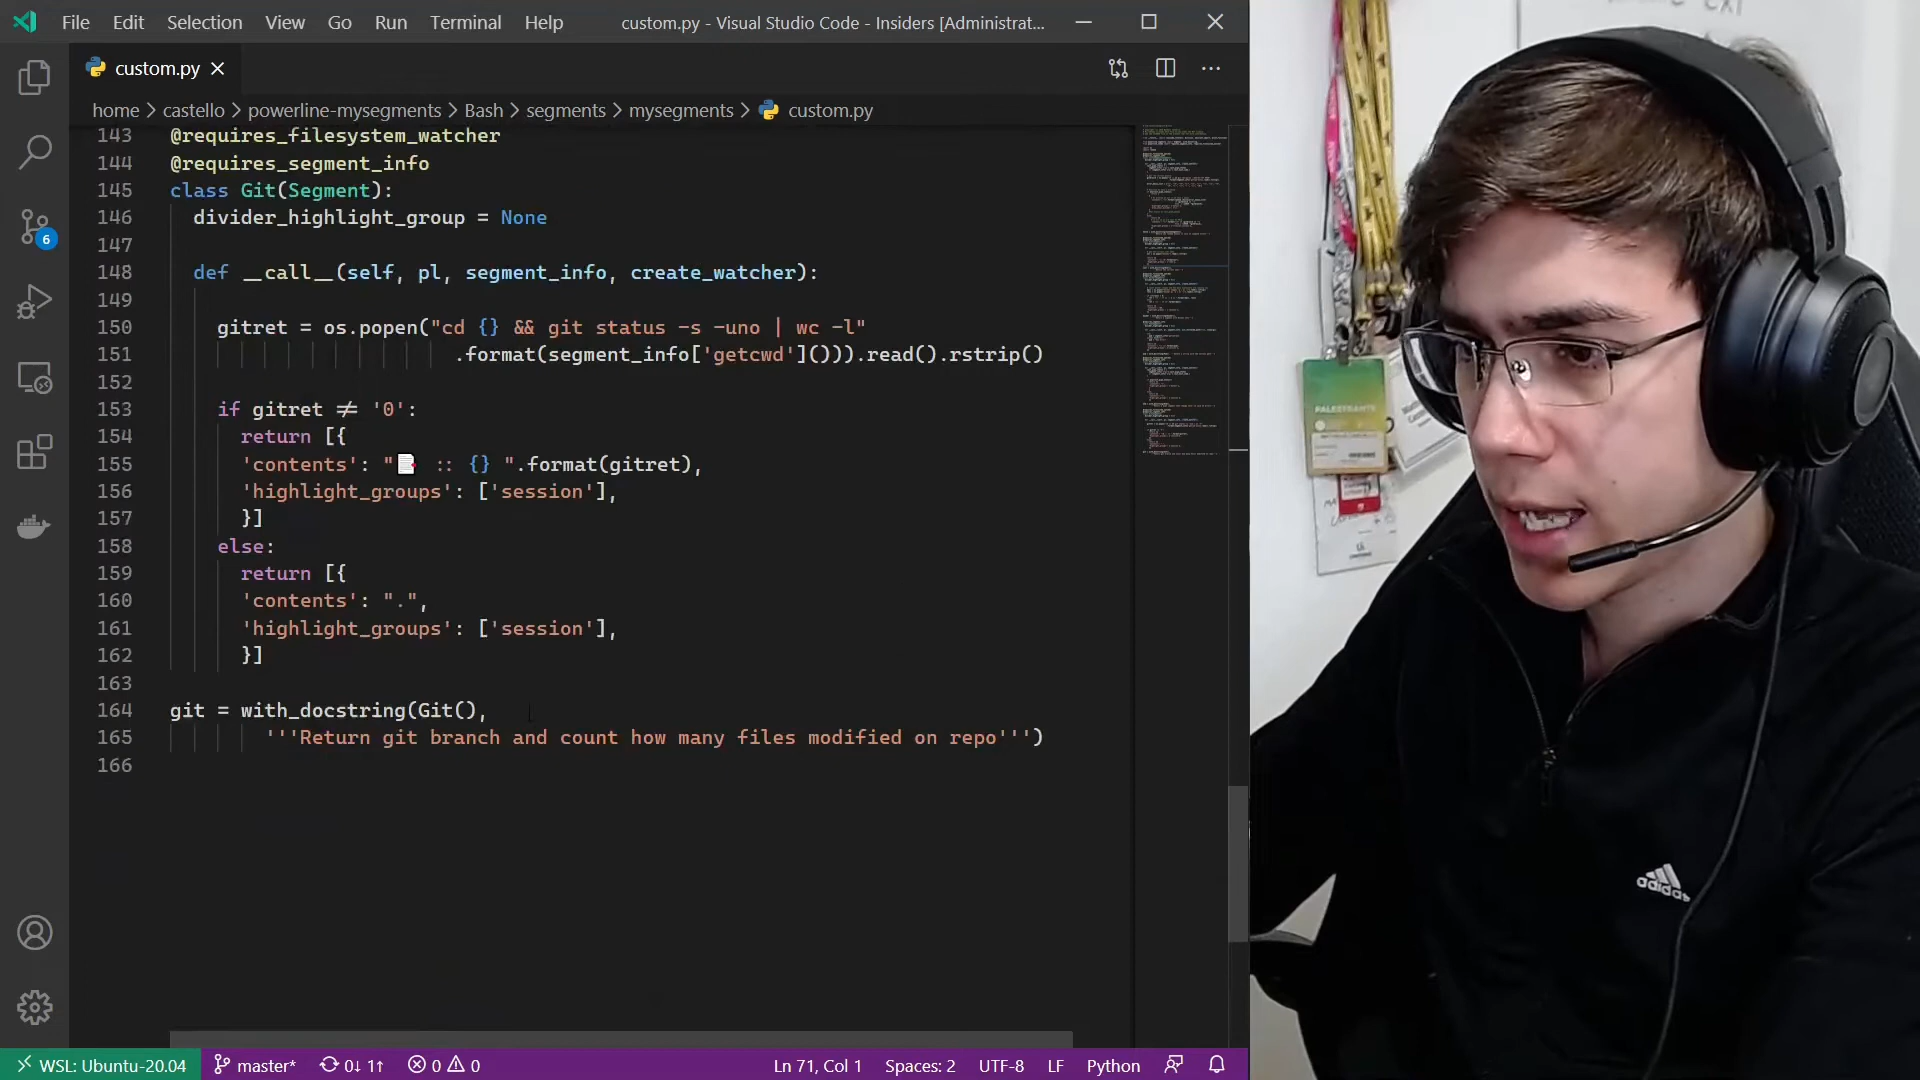 File Edit Selection View Go Run Terminal Help custom.py - Visual Studio Code - Insiders [Administrat...
custom.py
home > castello > powerline-mysegments > Bash > segments > mysegments > custom.py
143 @requires_filesystem_watcher
144 @requires_segment_info
145 class Git(Segment):
146 divider_highlight_group = None
147
148 def __call__(self, pl, segment_info, create_watcher):
149
150 gitret = os.popen("cd {} && git status -s -uno | wc -l"
151 .format(segment_info['getcwd']())).read().rstrip()
152
153 if gitret ≠ '0':
154 return [{
155 'contents': "📑 :: {} ".format(gitret),
156 'highlight_groups': ['session'],
157 }]
158 else:
159 return [{
160 'contents': ".",
161 'highlight_groups': ['session'],
162 }]
163
164 git = with_docstring(Git(),
165 '''Return git branch and count how many files modified on repo''')
166
6
WSL: Ubuntu-20.04 master* 0↓ 1↑ 0 0 Ln 71, Col 1 Spaces: 2 UTF-8 LF Python
PALESTRANTE
adidas